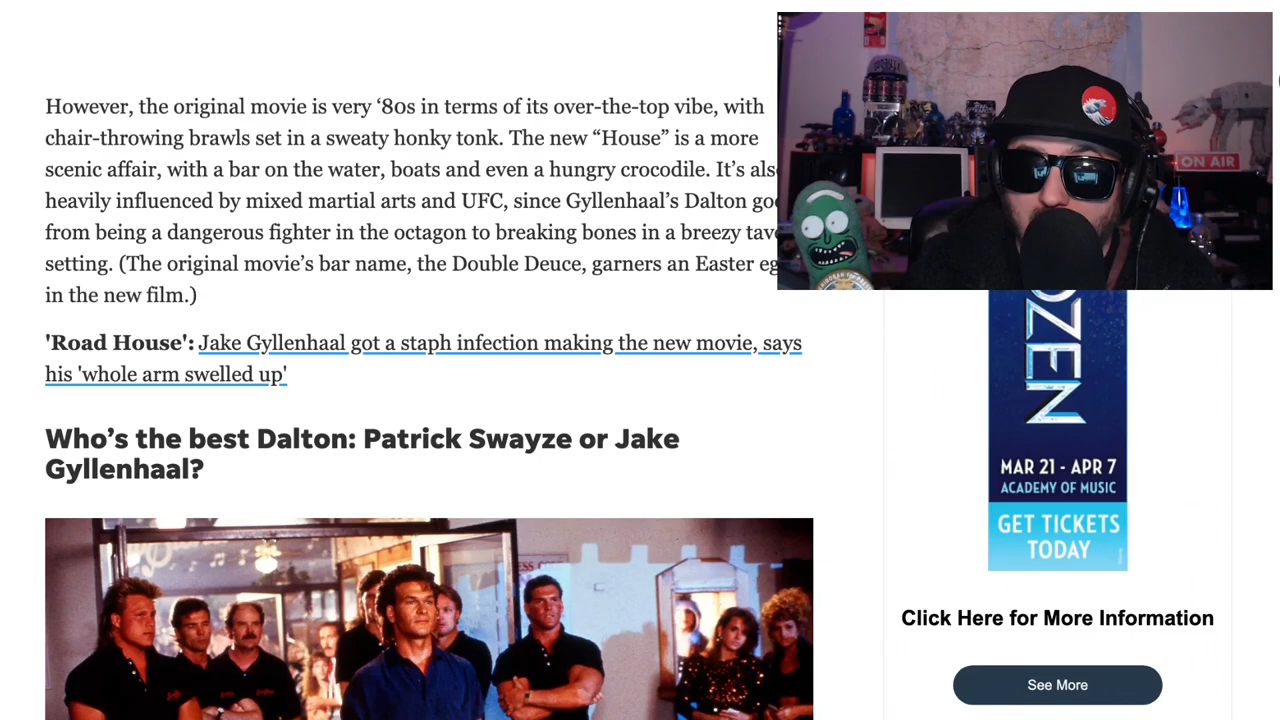 However, the original movie is very ‘80s in terms of its over-the-top vibe, with
chair-throwing brawls set in a sweaty honky tonk. The new “House” is a more
scenic affair, with a bar on the water, boats and even a hungry crocodile. It’s
heavily influenced by mixed martial arts and UFC, since Gyllenhaal’s Dalton
from being a dangerous fighter in the octagon to breaking bones in a breezy
setting. (The original movie’s bar name, the Double Deuce, garners an Easter
in the new film.)
'Road House': Jake Gyllenhaal got a staph infection making the new movie, says
his 'whole arm swelled up'
Who’s the best Dalton: Patrick Swayze or Jake
Gyllenhaal?
ON AIR
OZEN
MAR 21 - APR 7
ACADEMY OF MUSIC
GET TICKETS
TODAY
Click Here for More Information
See More